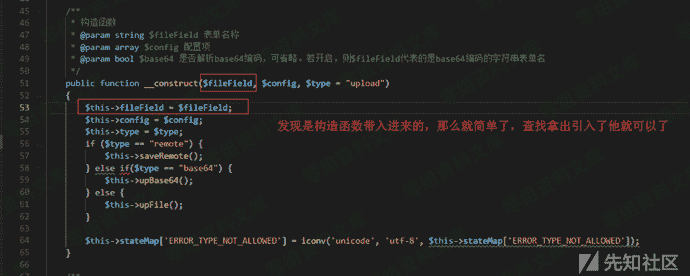 45
46 /**
47 * 构造函数
48 * @param string $fileField 表单名称
49 * @param array $config 配置项
* @param bool $base64 是否解析base64编码，可省略。若开启，则$fileField代表的是base64编码的字符串表单名
*/
51 public function __construct($fileField, $config, $type = "upload")
52 {
53 $this->fileField = $fileField;
54 $this->config = $config;
55 $this->type = $type;
发现是构造函数带入进来的，那么就简单了，查找拿出引入了他就可以了
56 if ($type == "remote") {
57 $this->saveRemote();
58 } else if($type == "base64") {
59 $this->upBase64();
60 } else {
61 $this->upFile();
62 }
63
64 $this->stateMap['ERROR_TYPE_NOT_ALLOWED'] = iconv('unicode', 'utf-8', $this->stateMap['ERROR_TYPE_NOT_ALLOWED']);
65 }
/**
先知社区